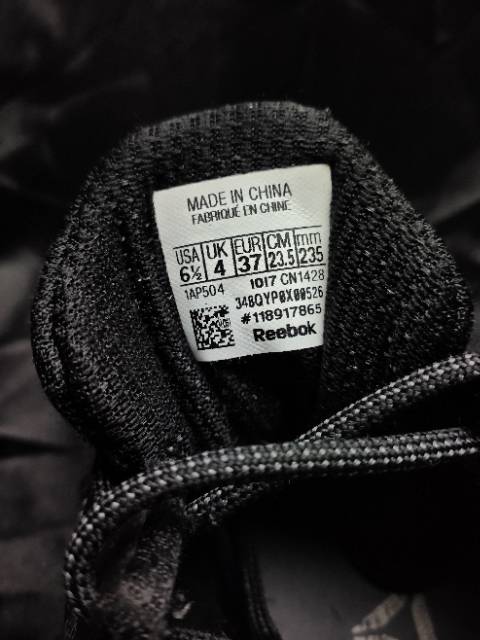 MADE IN CHINA
FABRIQUÉ EN CHINE
USA UK EUR CM mm
6½ 4 37 23.5 235
1AP504 1017 CN1428
348QYP0X00526
#118917865
Reebok